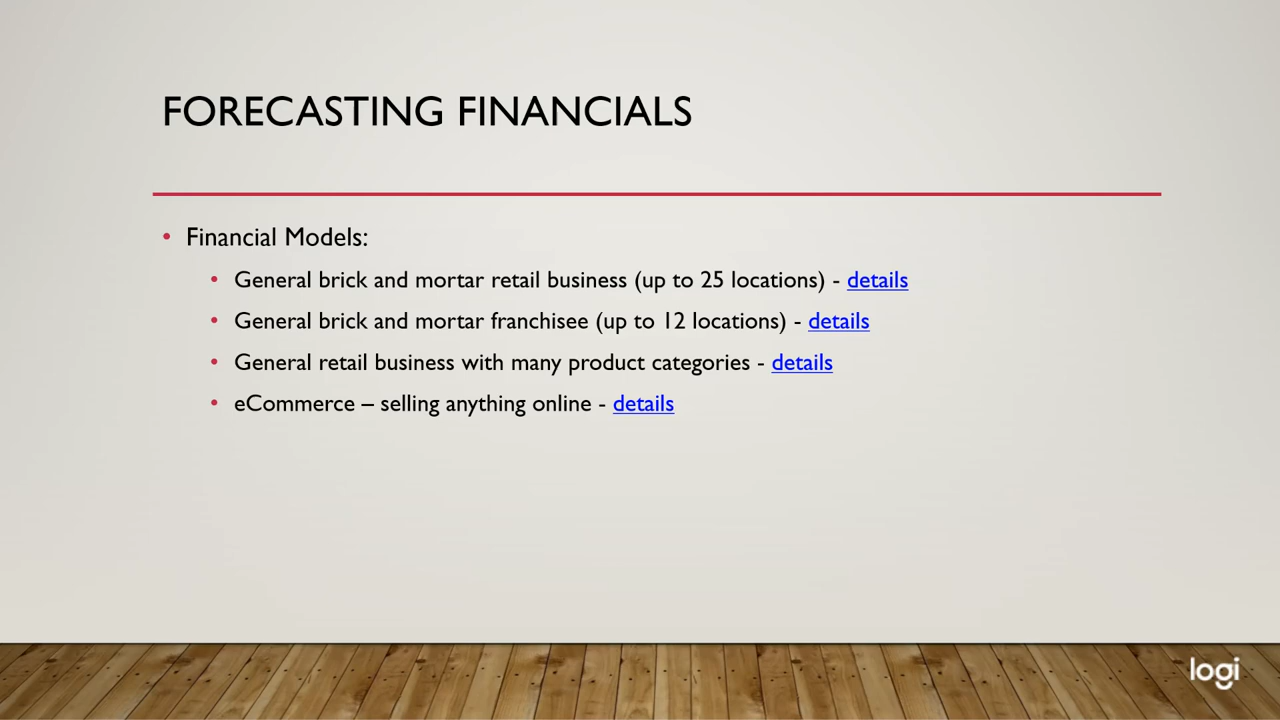 FORECASTING FINANCIALS
• Financial Models:
• General brick and mortar retail business (up to 25 locations) - details
• General brick and mortar franchisee (up to 12 locations) - details
• General retail business with many product categories - details
• eCommerce – selling anything online - details
logi